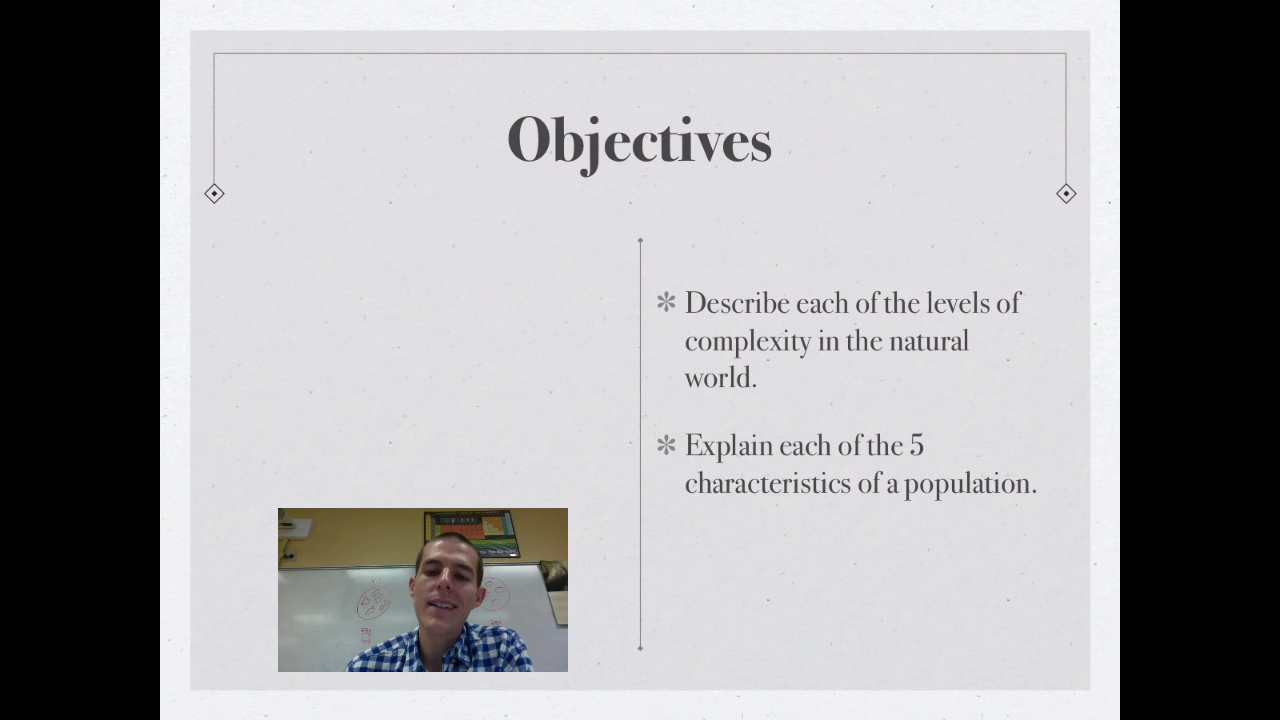 Objectives
Describe each of the levels of
complexity in the natural
world.
Explain each of the 5
characteristics of a population.